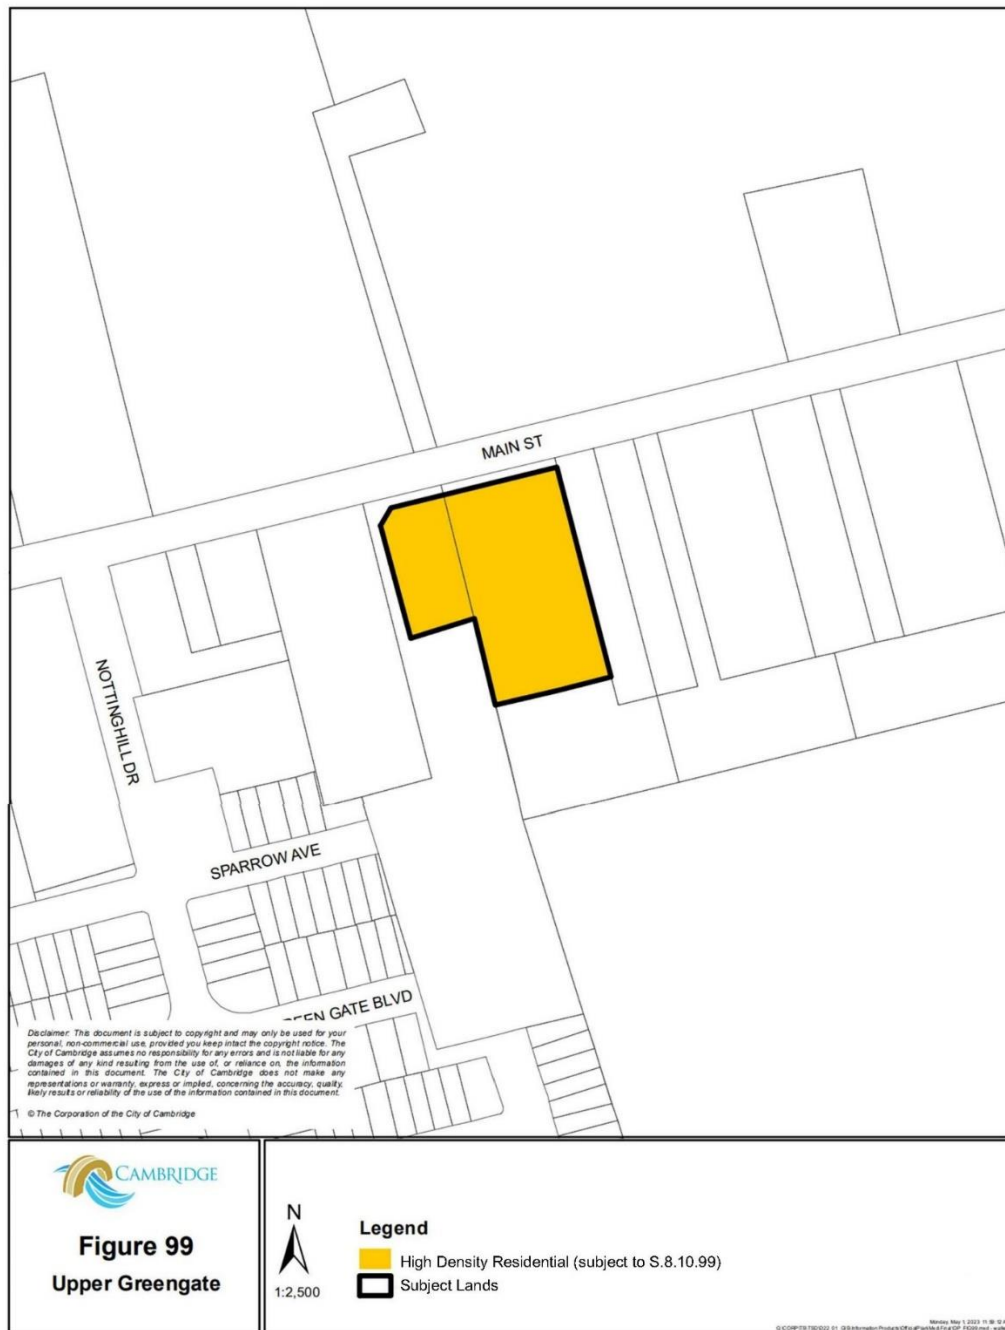 MAIN ST
NOTTINGHILL DR
SPARROW AVE
GREEN GATE BLVD
Disclaimer: This document is subject to copyright and may only be used for your
personal, non-commercial use, provided you keep intact the copyright notice. The
City of Cambridge assumes no responsibility for any errors and is not liable for any
damages of any kind resulting from the use of, or reliance on, the information
contained in this document. The City of Cambridge does not make any
representations or warranty, express or implied, concerning the accuracy, quality,
likely results or reliability of the use of the information contained in this document.
© The Corporation of the City of Cambridge
CAMBRIDGE
Figure 99
Upper Greengate
N
1:2,500
Legend
High Density Residential (subject to S.8.10.99)
Subject Lands
Monday, May 1, 2023